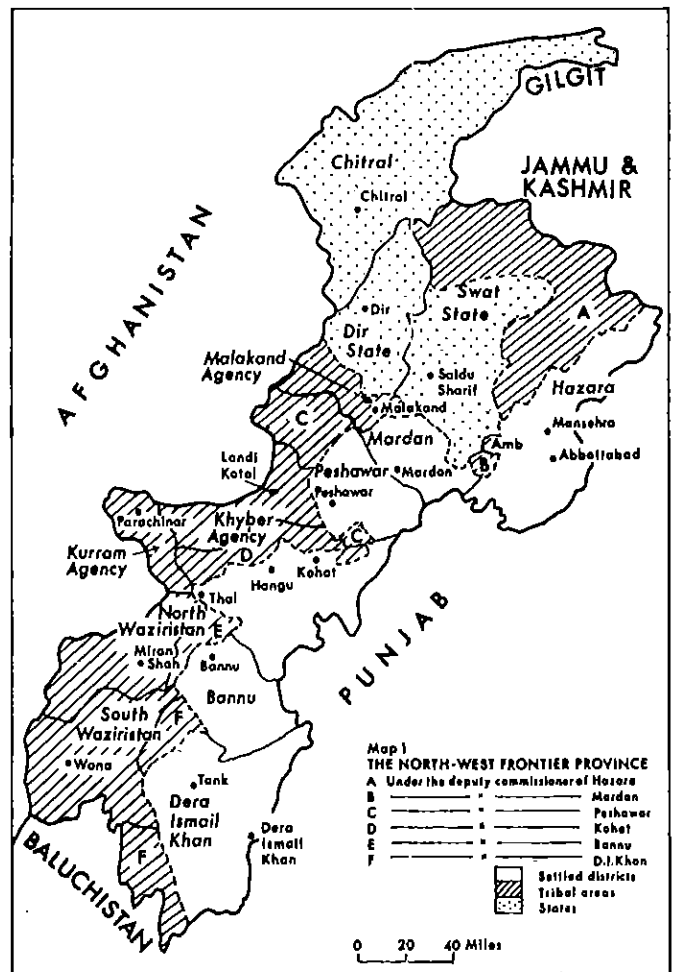 GILGIT
JAMMU &
KASHMIR
Chitral
Chitral
AFGHANISTAN
Dir
Dir
State
Swat
State
A
Malakand
Agency
Saidu
Sharif
Hazara
Malakand
C
Mardan
Mansehra
Amb
B
Abbottabad
Landi
Kotal
Peshawar
Mardan
Peshawar
Parachinar
Khyber
Agency
C
Kurram
Agency
D
Hangu
Kohat
Thal
North
Waziristan
E
Miran
Shah
Bannu
Bannu
PUNJAB
South
Waziristan
F
Wana
Tank
Dera
Ismail
Khan
Dera
Ismail
Khan
F
BALUCHISTAN
Map 1
THE NORTH-WEST FRONTIER PROVINCE
A Under the deputy commissioner of Hazara
B " Mardan
C " Peshawar
D " Kohat
E " Bannu
F " D.I.Khan
Settled districts
Tribal areas
States
0 20 40 Miles